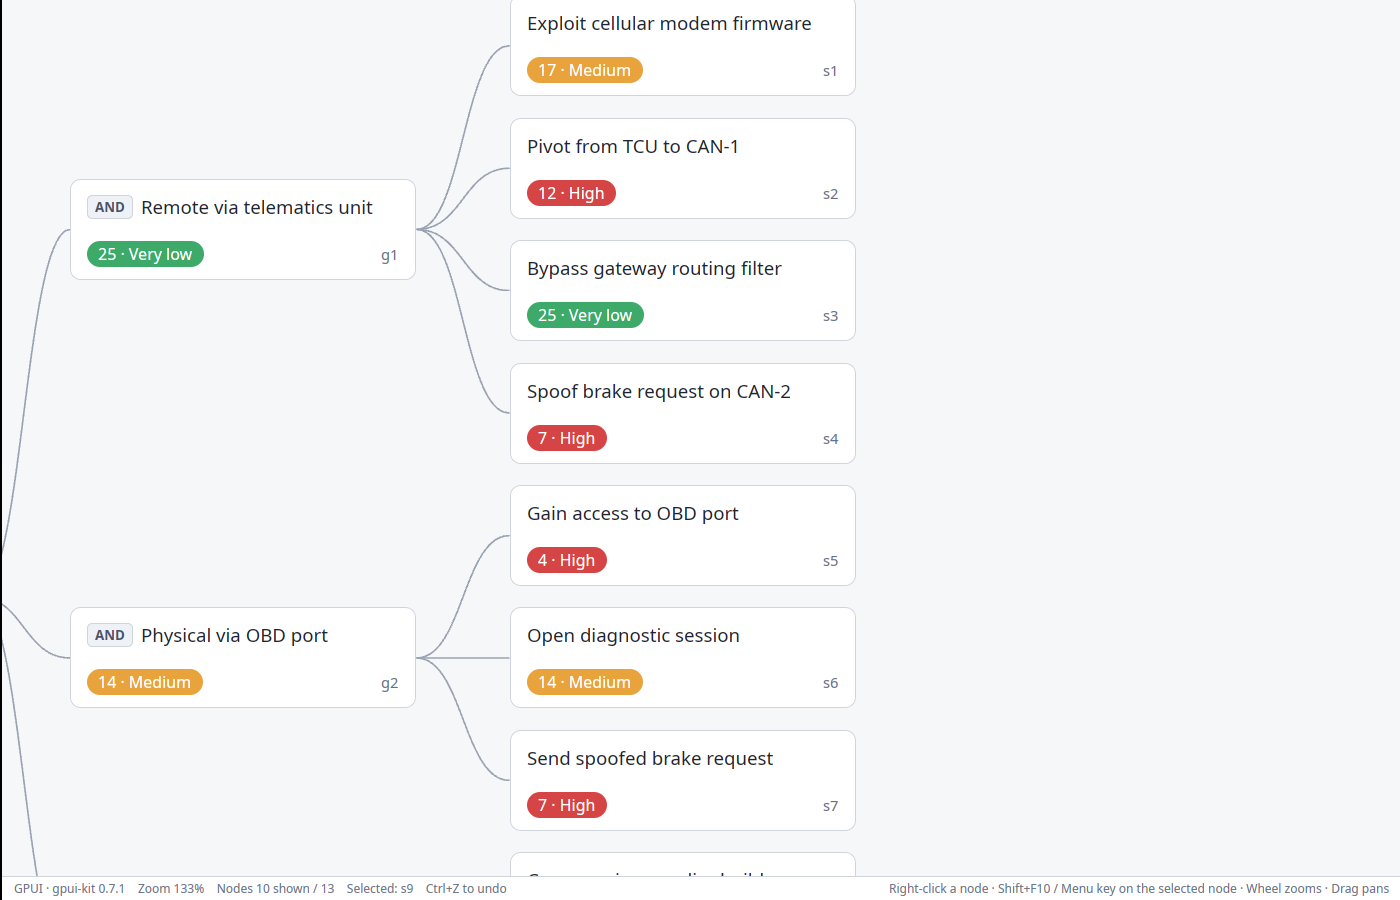 Exploit cellular modem firmware
17 · Medium s1
Pivot from TCU to CAN-1
12 · High s2
AND Remote via telematics unit
25 · Very low g1
Bypass gateway routing filter
25 · Very low s3
Spoof brake request on CAN-2
7 · High s4
Gain access to OBD port
4 · High s5
AND Physical via OBD port
14 · Medium g2
Open diagnostic session
14 · Medium s6
Send spoofed brake request
7 · High s7
GPUI · gpui-kit 0.7.1 Zoom 133% Nodes 10 shown / 13 Selected: s9 Ctrl+Z to undo
Right-click a node · Shift+F10 / Menu key on the selected node · Wheel zooms · Drag pans